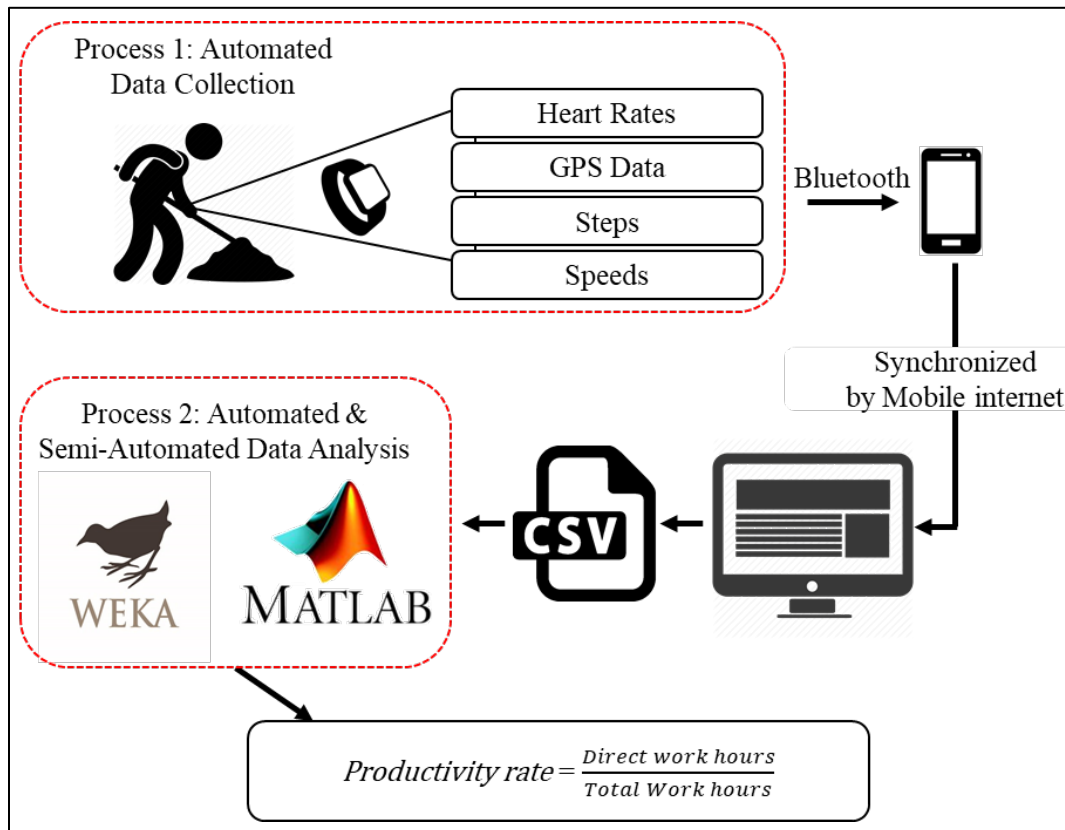 Process 1: Automated
Data Collection
Heart Rates
GPS Data
Steps
Speeds
Bluetooth
Synchronized
by Mobile internet
Process 2: Automated &
Semi-Automated Data Analysis
WEKA
MATLAB
CSV
Productivity rate = Direct work hours / Total Work hours